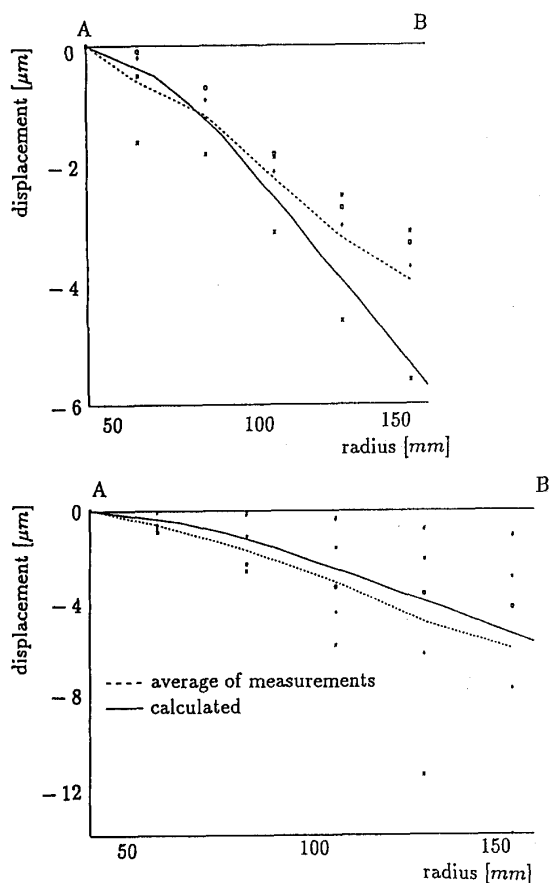 A B
0
− 2
− 4
− 6
displacement [μm]
50 100 150
radius [mm]
A B
0
− 4
− 8
− 12
displacement [μm]
average of measurements
calculated
50 100 150
radius [mm]